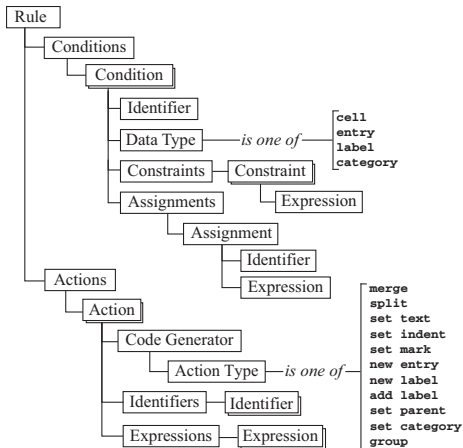 Rule
Conditions
Condition
Identifier
Data Type is one of
cell
entry
label
category
Constraints Constraint
Expression
Assignments
Assignment
Identifier
Expression
Actions
Action
Code Generator
Action Type is one of
merge
split
set text
set indent
set mark
new entry
new label
add label
set parent
set category
group
Identifiers Identifier
Expressions Expression